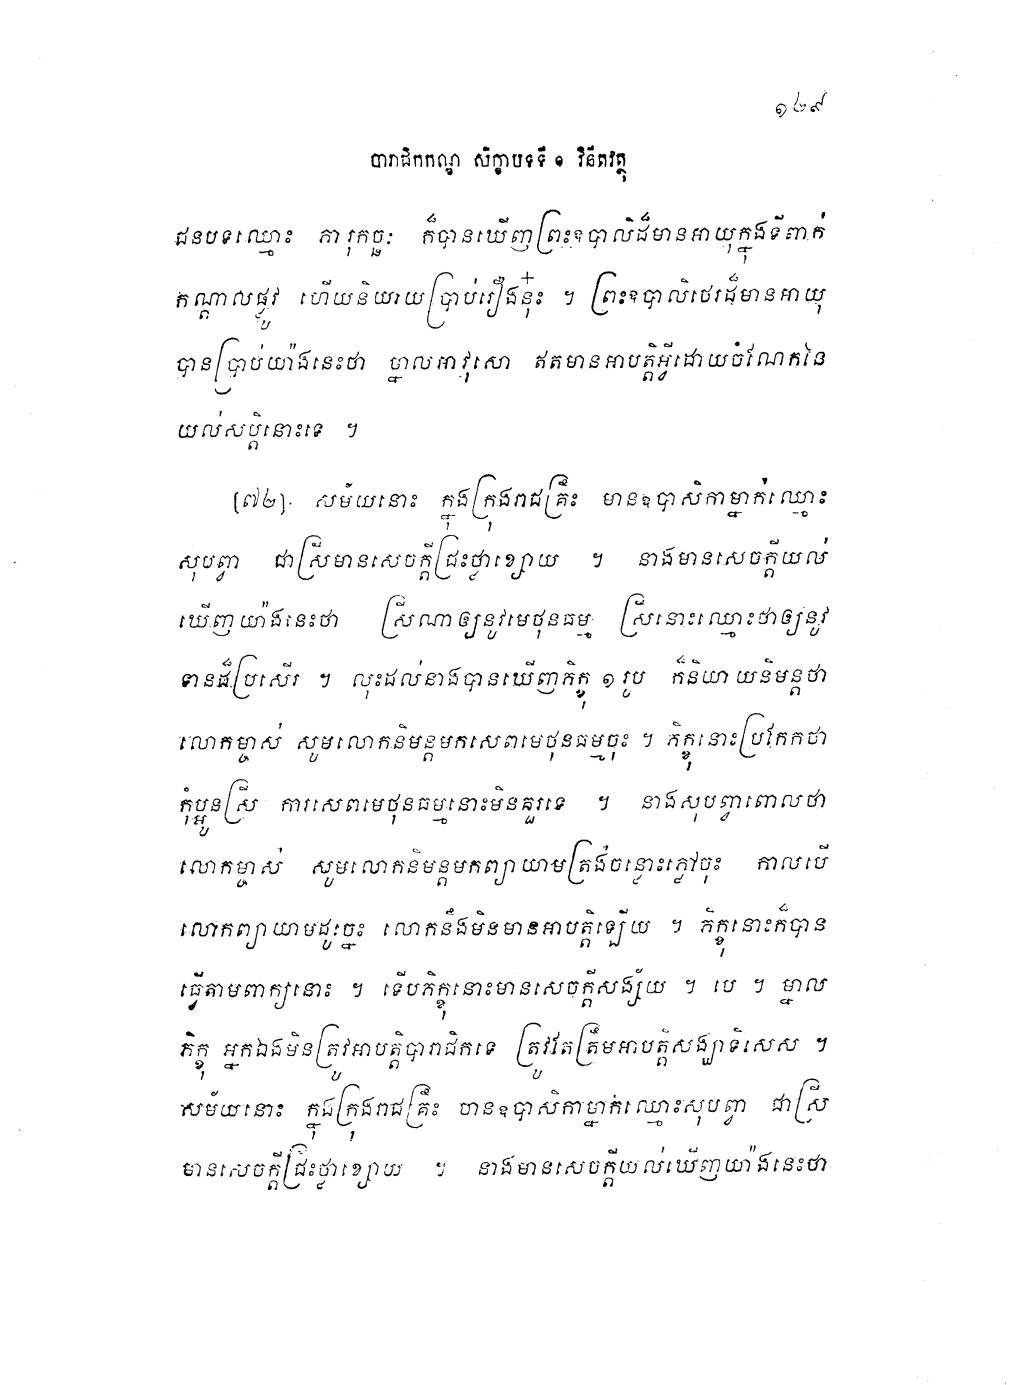 ១២៩
បារាជិកកណ្ឌ សិក្ខាបទទី ១ វិនីតវត្ថុ
ជនបទឈ្មោះ ភារុកច្ឆៈ ក៏បានឃើញព្រះឧបាលិដ៏មានអាយុក្នុងទីពាក់
កណ្តាលផ្លូវ ហើយនិយាយប្រាប់រឿងនុ៎ះ ។ ព្រះឧបាលិថេរដ៏មានអាយុ
បានប្រាប់យ៉ាងនេះថា ម្នាលអាវុសោ ឥតមានអាបត្តិអ្វីដោយចំណែកនៃ
យល់សប្តិនោះទេ ។
[៧២] សម័យនោះ ក្នុងក្រុងរាជគ្រឹះ មានឧបាសិកាម្នាក់ឈ្មោះ
សុបព្វា ជាស្រីមានសេចក្តីជ្រះថ្លាខ្សោយ ។ នាងមានសេចក្តីយល់
ឃើញយ៉ាងនេះថា ស្រីណាឲ្យនូវមេថុនធម្ម ស្រីនោះឈ្មោះថាឲ្យនូវ
ទានដ៏ប្រសើរ ។ លុះដល់នាងបានឃើញភិក្ខុ ១ រូប ក៏និយាយនិមន្តថា
លោកម្ចាស់ សូមលោកនិមន្តមកសេពមេថុនធម្មចុះ ។ ភិក្ខុនោះប្រកែកថា
កុំប្អូនស្រី ការសេពមេថុនធម្មនោះមិនគួរទេ ។ នាងសុបព្វាពោលថា
លោកម្ចាស់ សូមលោកនិមន្តមកព្យាយាមត្រង់ចន្លោះភ្លៅចុះ កាលបើ
លោកព្យាយាមដូច្នេះ លោកនឹងមិនមានអាបត្តិឡើយ ។ ភិក្ខុនោះក៏បាន
ធ្វើតាមពាក្យនោះ ។ ទើបភិក្ខុនោះមានសេចក្តីសង្ស័យ ។ បេ ។ ម្នាល
ភិក្ខុ អ្នកឯងមិនត្រូវអាបត្តិបារាជិកទេ ត្រូវតែត្រឹមអាបត្តិសង្ឃាទិសេស ។
សម័យនោះ ក្នុងក្រុងរាជគ្រឹះ មានឧបាសិកាម្នាក់ឈ្មោះសុបព្វា ជាស្រី
មានសេចក្តីជ្រះថ្លាខ្សោយ ។ នាងមានសេចក្តីយល់ឃើញយ៉ាងនេះថា